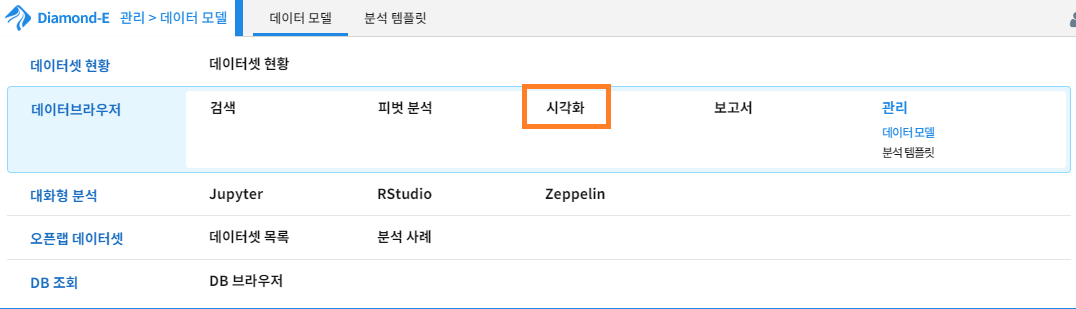 Diamond-E 관리 > 데이터 모델 데이터 모델 분석 템플릿
데이터셋 현황 데이터셋 현황
데이터브라우저 검색 피벗 분석 시각화 보고서 관리
데이터 모델
분석 템플릿
대화형 분석 Jupyter RStudio Zeppelin
오픈랩 데이터셋 데이터셋 목록 분석 사례
DB 조회 DB 브라우저